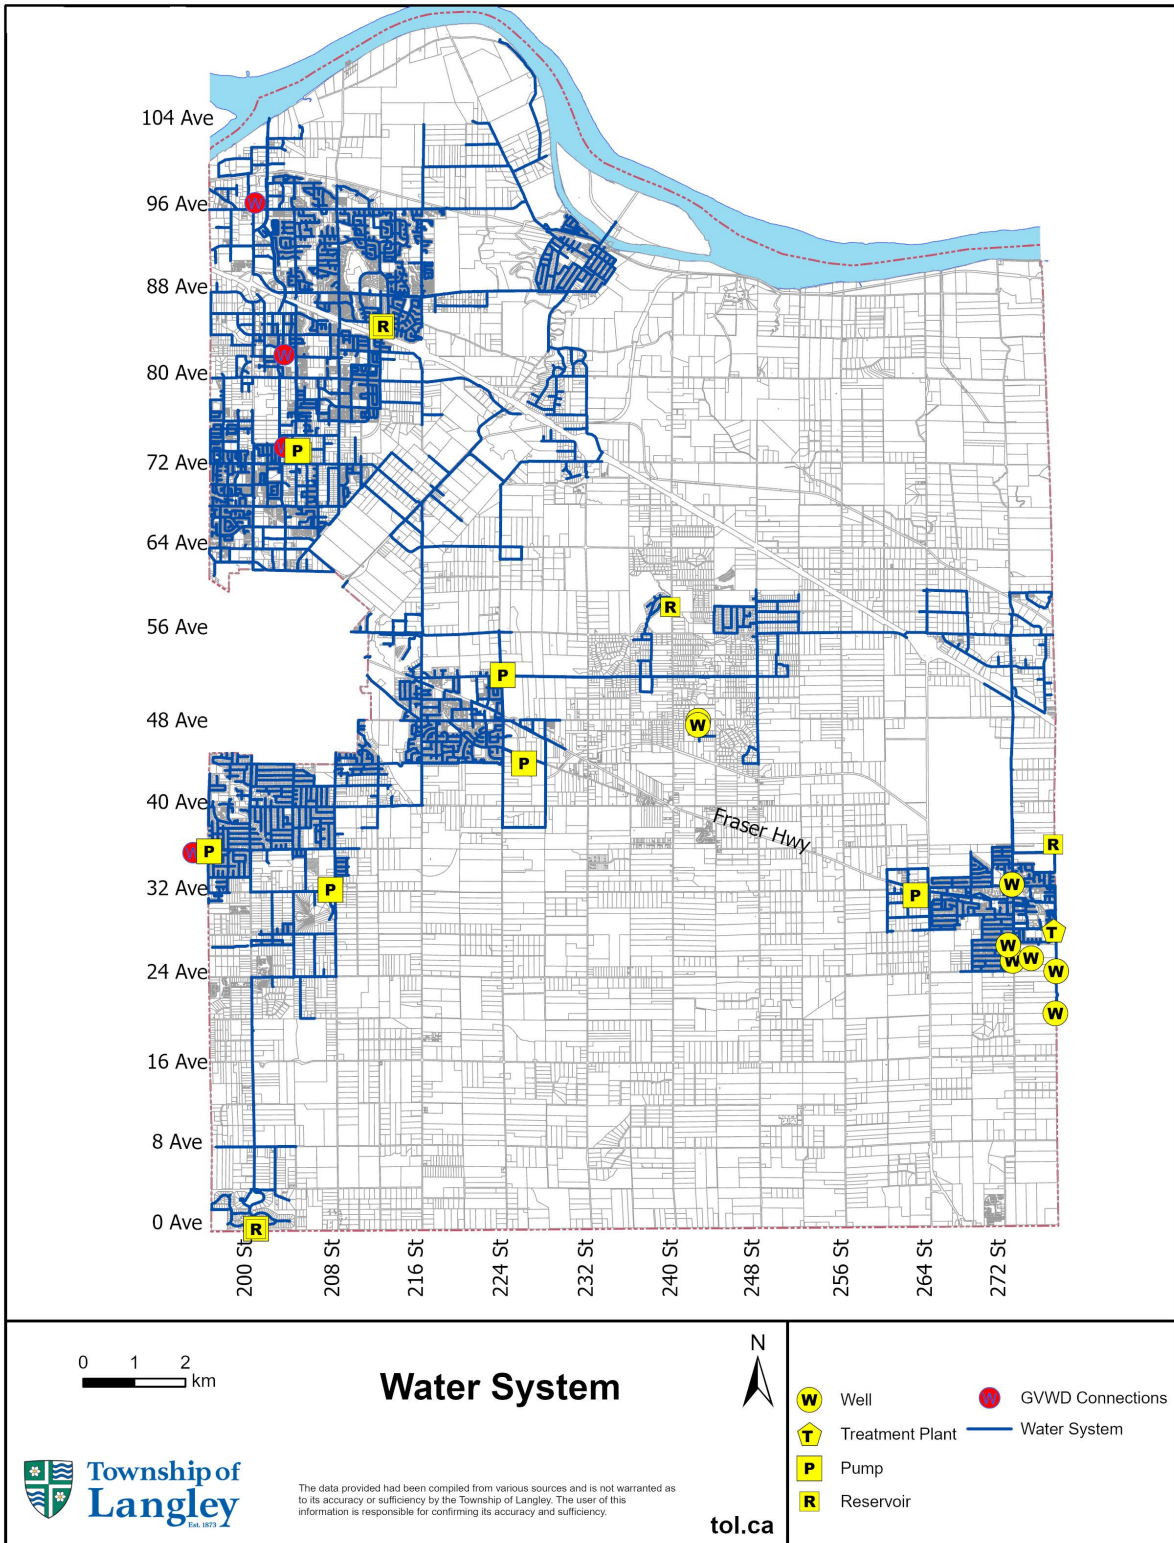 104 Ave
96 Ave
W
88 Ave
R
W
80 Ave
W P
72 Ave
64 Ave
R
56 Ave
P
48 Ave
W
P
40 Ave
Fraser Hwy
W P
R
32 Ave
P
P
W
T
W
W
W
24 Ave
W
W
16 Ave
8 Ave
0 Ave
R
200 St
208 St
216 St
224 St
232 St
240 St
248 St
256 St
264 St
272 St
0 1 2
km
Water System
N
W Well
W GVWD Connections
T Treatment Plant
Water System
P Pump
R Reservoir
Township of
Langley
Est. 1873
The data provided had been compiled from various sources and is not warranted as
to its accuracy or sufficiency by the Township of Langley. The user of this
information is responsible for confirming its accuracy and sufficiency.
tol.ca